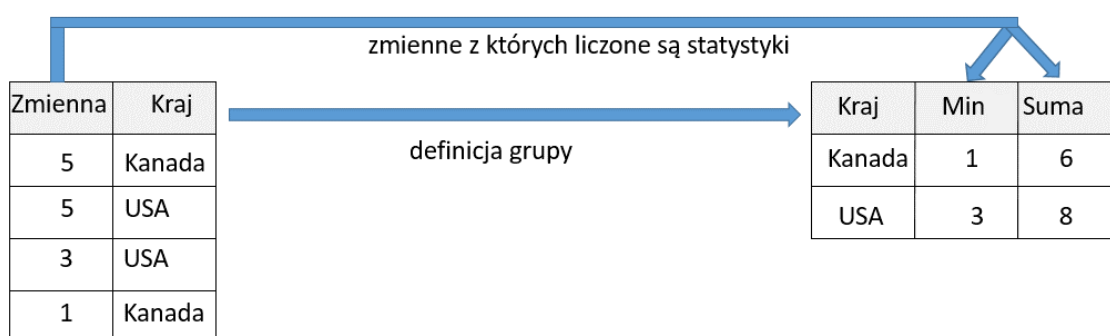 zmienne z których liczone są statystyki
Zmienna Kraj
5 Kanada
5 USA
3 USA
1 Kanada
definicja grupy
Kraj Min Suma
Kanada 1 6
USA 3 8